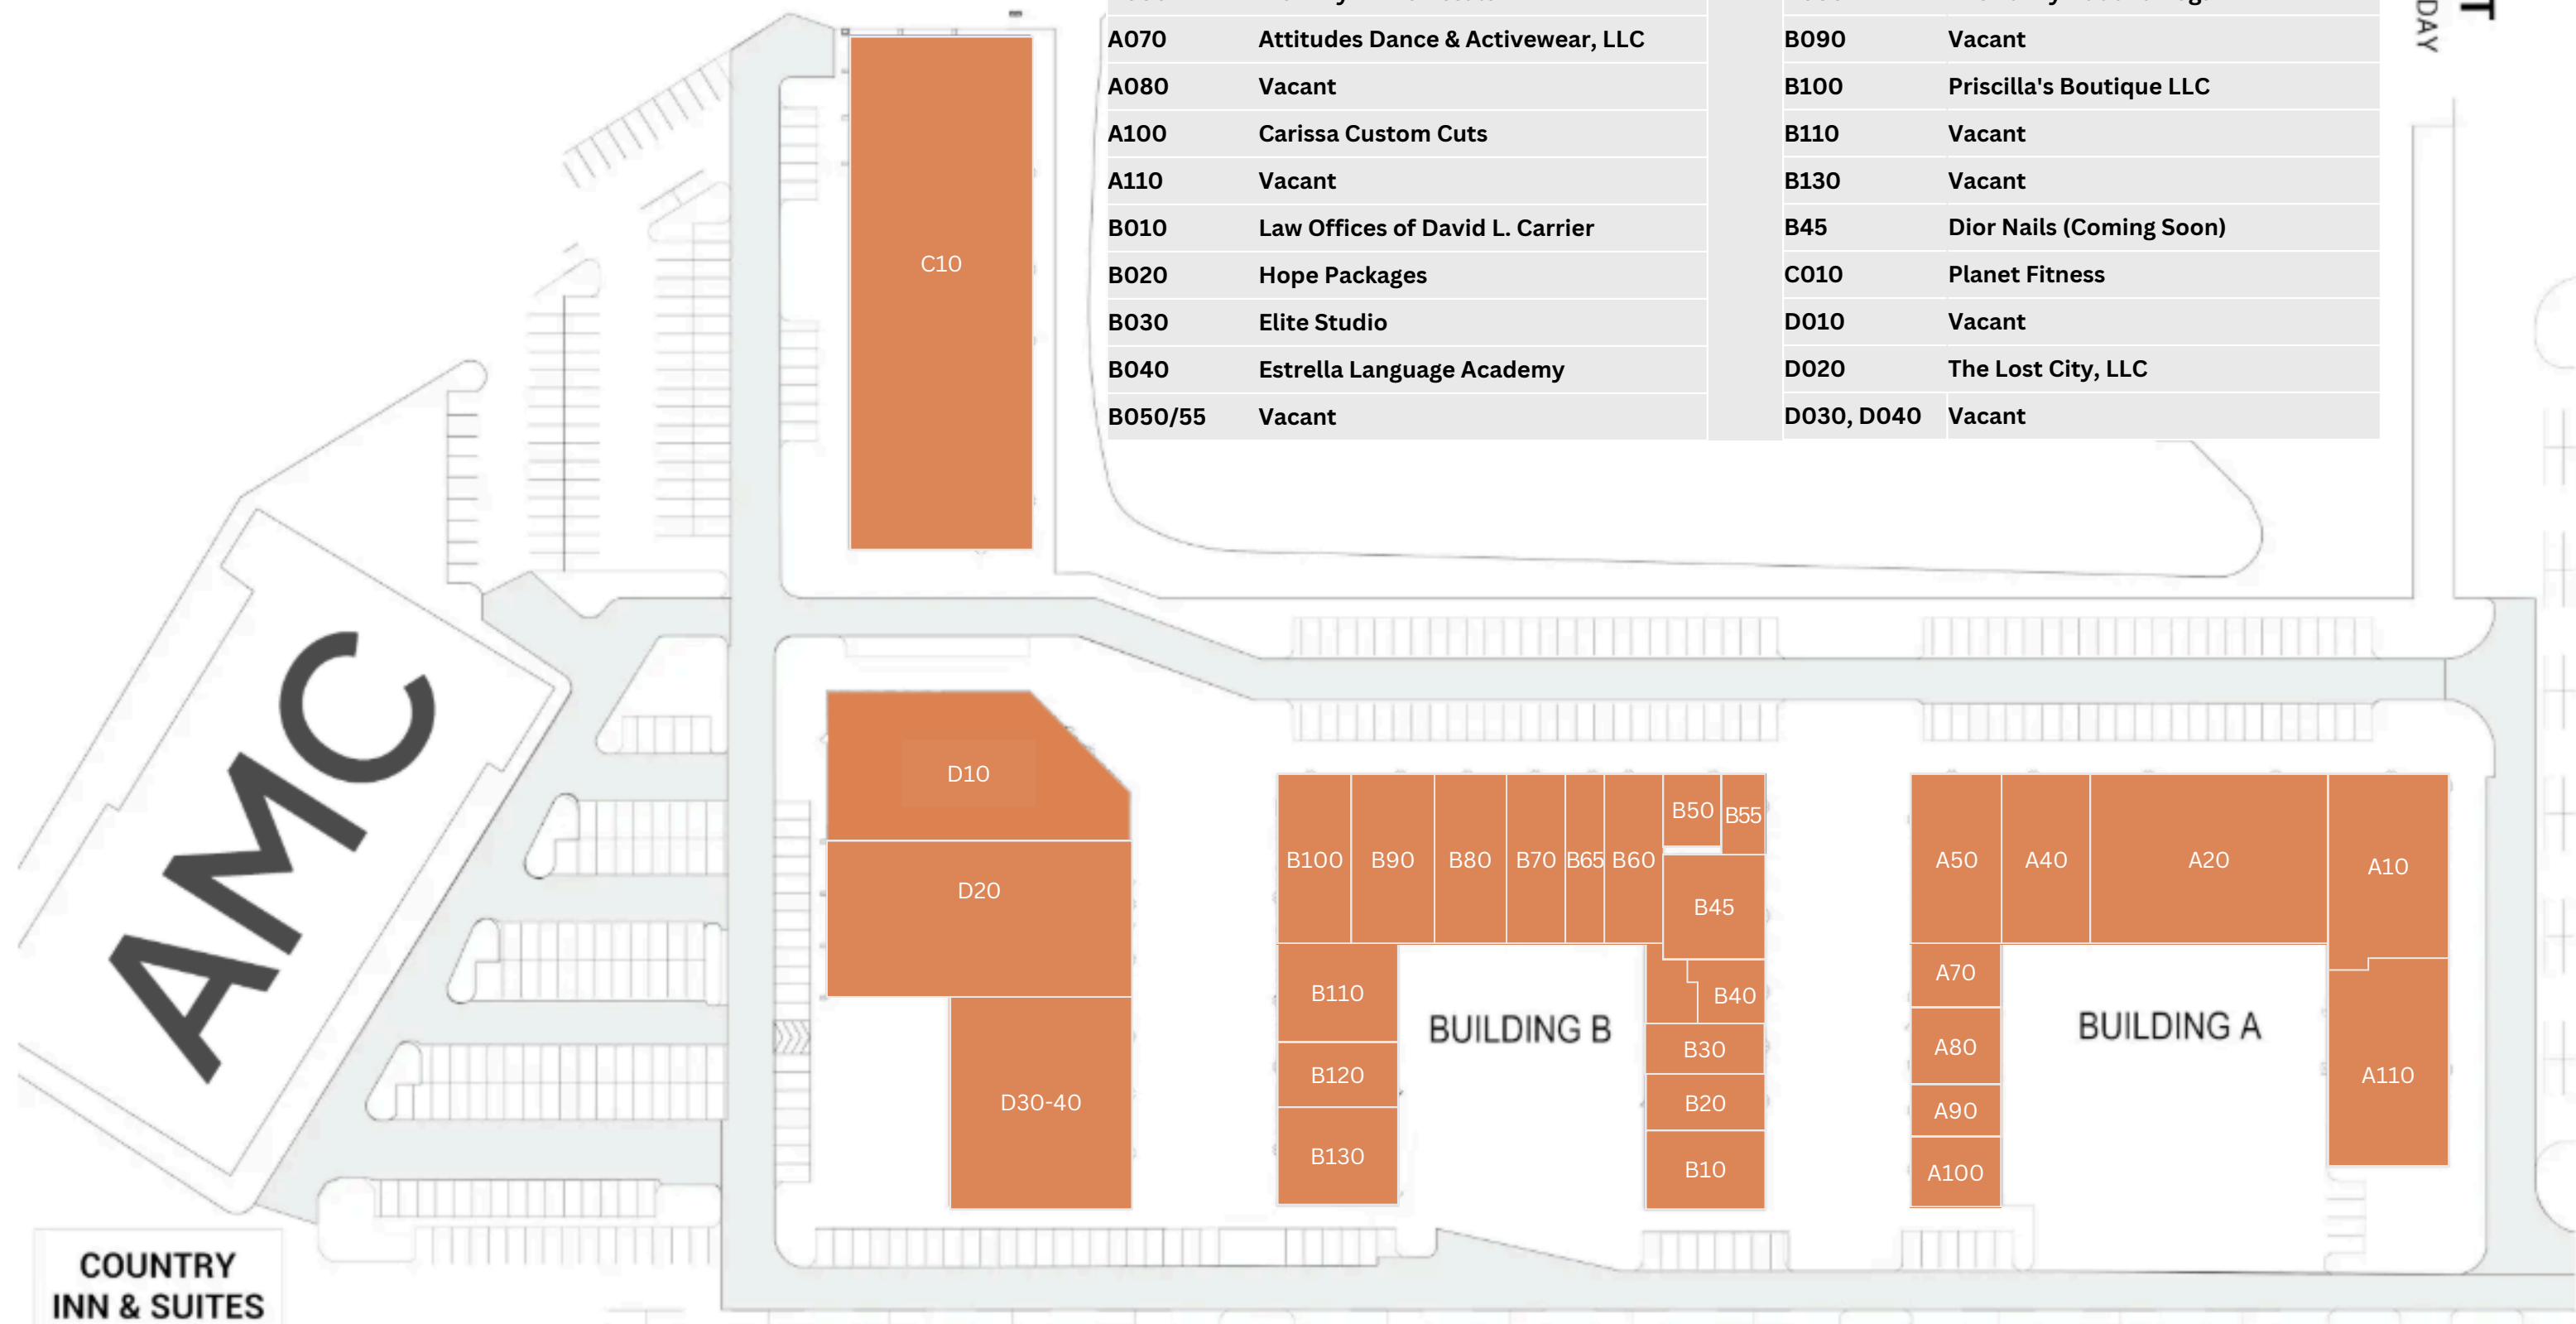 A070 Attitudes Dance & Activewear, LLC
A080 Vacant
A100 Carissa Custom Cuts
A110 Vacant
B010 Law Offices of David L. Carrier
B020 Hope Packages
B030 Elite Studio
B040 Estrella Language Academy
B050/55 Vacant
B090 Vacant
B100 Priscilla's Boutique LLC
B110 Vacant
B130 Vacant
B45 Dior Nails (Coming Soon)
C010 Planet Fitness
D010 Vacant
D020 The Lost City, LLC
D030, D040 Vacant
DAY
T
C10
AMC
COUNTRY
INN & SUITES
D10
D20
D30-40
B100 B90 B80 B70 B65 B60 B50 B55
B45
B110
B40
BUILDING B
B30
B120
B20
B130
B10
A50 A40 A20 A10
A70
BUILDING A
A80
A110
A90
A100